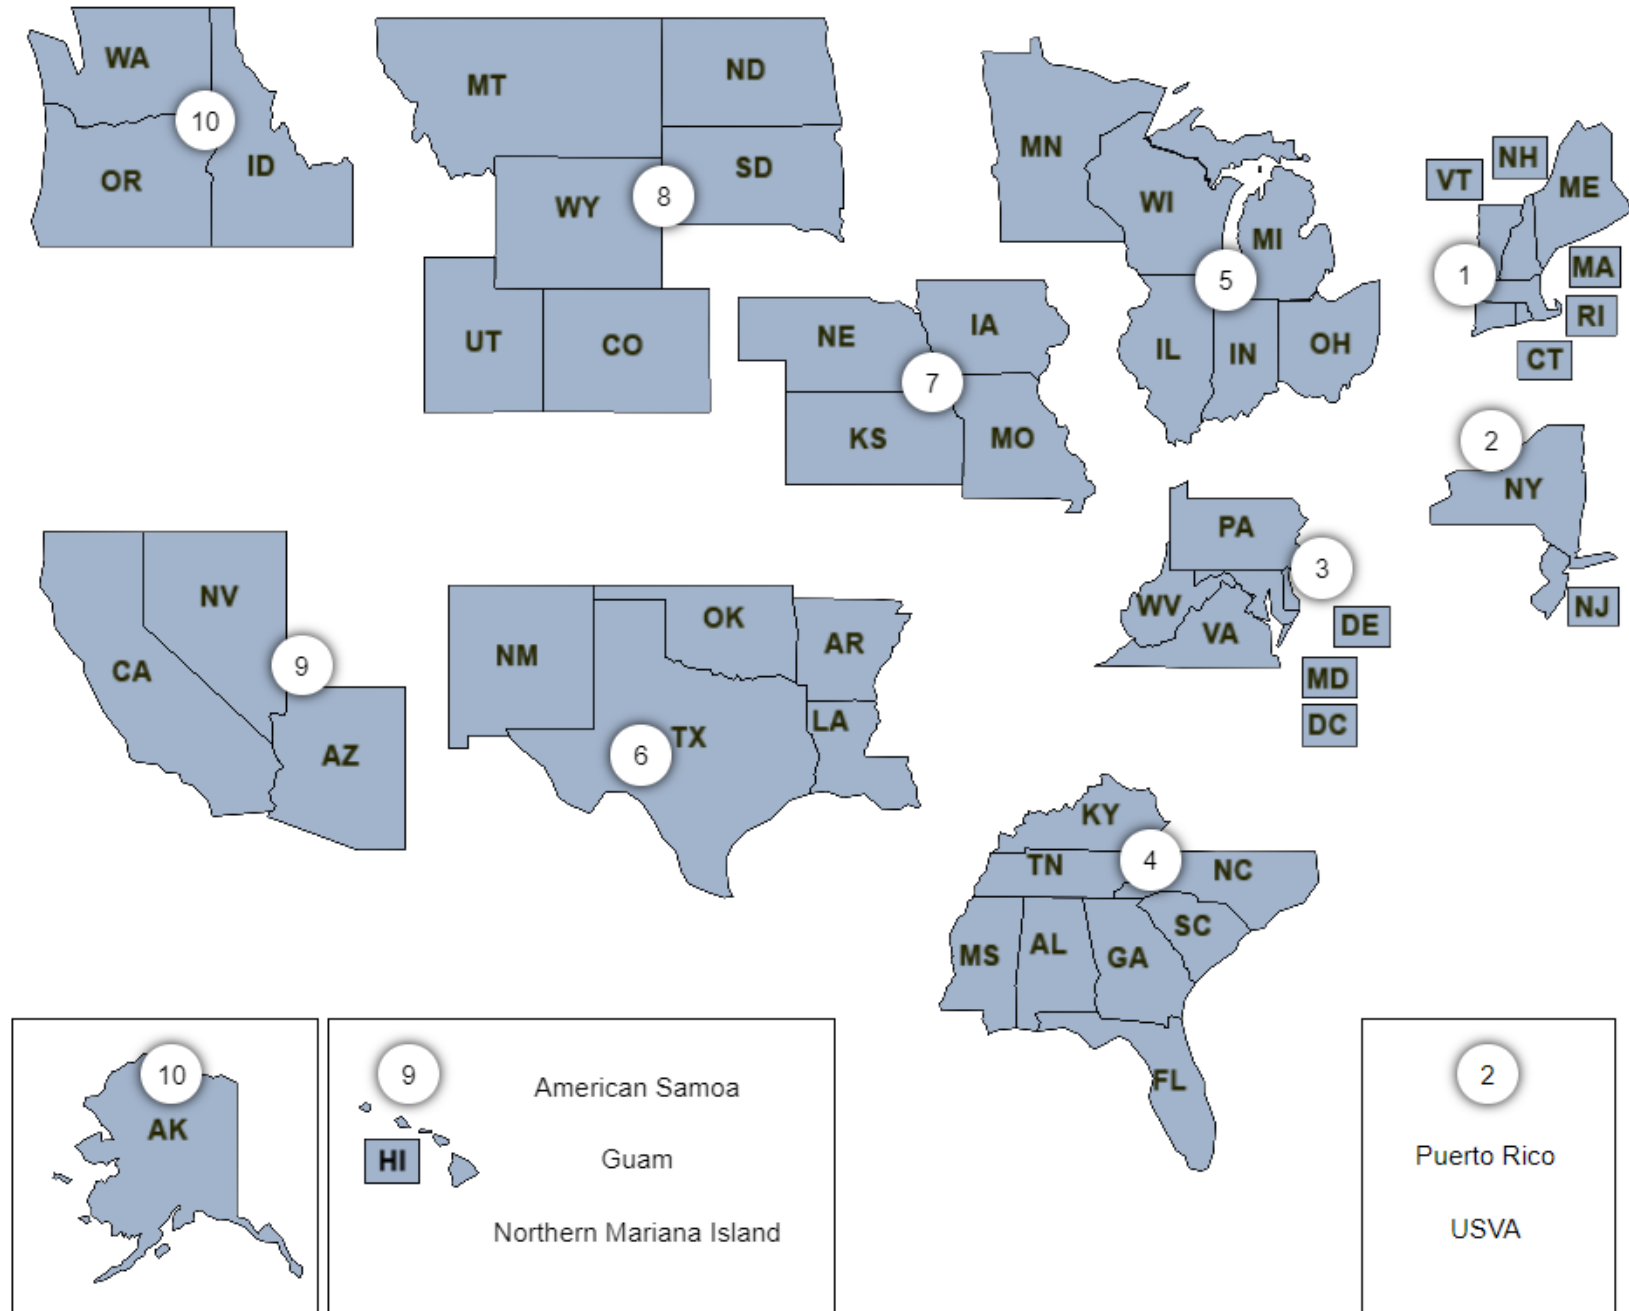 WA
10
OR
ID
MT
ND
SD
WY
8
UT
CO
NE
IA
7
KS
MO
MN
WI
MI
5
IL
IN
OH
NH
VT
ME
1
MA
RI
CT
2
NY
NJ
PA
3
WV
VA
DE
MD
DC
NV
CA
9
AZ
NM
OK
AR
TX
LA
6
KY
TN
4
NC
SC
MS
AL
GA
FL
10
AK
9
HI
American Samoa
Guam
Northern Mariana Island
2
Puerto Rico
USVA